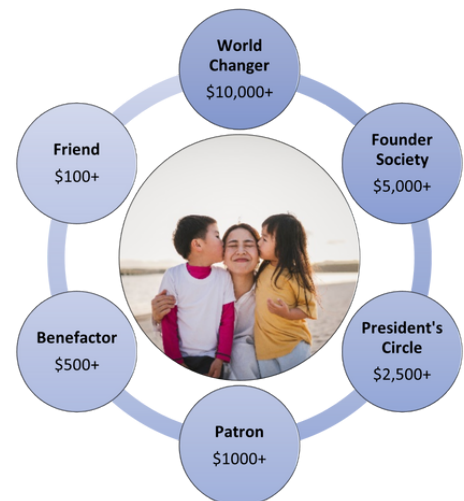 World
Changer
$10,000+
Founder
Society
$5,000+
President's
Circle
$2,500+
Patron
$1000+
Benefactor
$500+
Friend
$100+